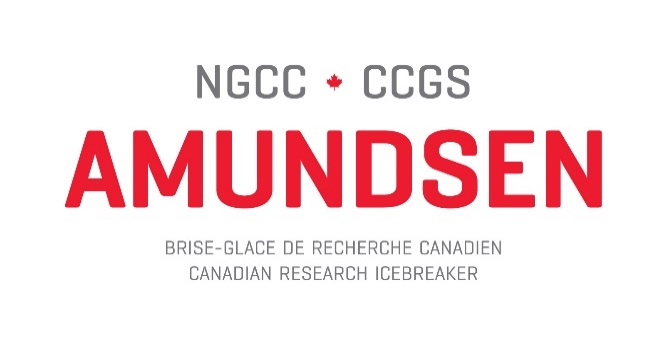 NGCC CCGS
AMUNDSEN
BRISE-GLACE DE RECHERCHE CANADIEN
CANADIAN RESEARCH ICEBREAKER